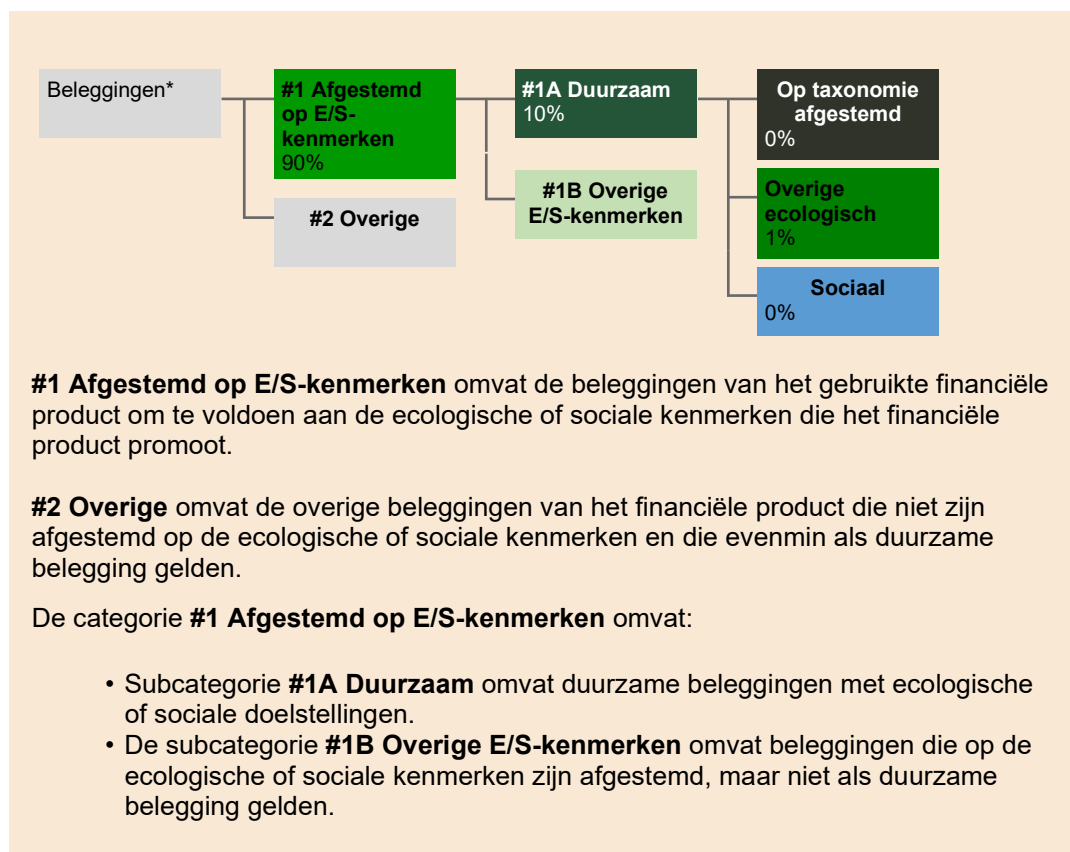 Beleggingen*
#1 Afgestemd
op E/S-
kenmerken
90%
#2 Overige
#1A Duurzaam
10%
#1B Overige
E/S-kenmerken
Op taxonomie
afgestemd
0%
Overige
ecologisch
1%
Sociaal
0%
#1 Afgestemd op E/S-kenmerken omvat de beleggingen van het gebruikte financiële
product om te voldoen aan de ecologische of sociale kenmerken die het financiële
product promoot.
#2 Overige omvat de overige beleggingen van het financiële product die niet zijn
afgestemd op de ecologische of sociale kenmerken en die evenmin als duurzame
belegging gelden.
De categorie #1 Afgestemd op E/S-kenmerken omvat:
• Subcategorie #1A Duurzaam omvat duurzame beleggingen met ecologische
of sociale doelstellingen.
• De subcategorie #1B Overige E/S-kenmerken omvat beleggingen die op de
ecologische of sociale kenmerken zijn afgestemd, maar niet als duurzame
belegging gelden.